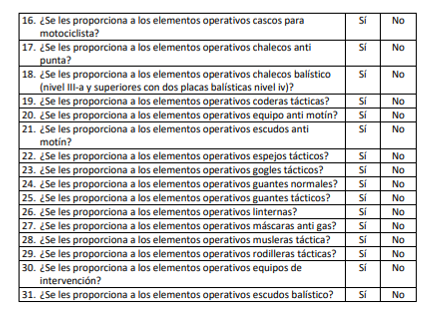 16. ¿Se les proporciona a los elementos operativos cascos para Sí No
motociclista?
17. ¿Se les proporciona a los elementos operativos chalecos anti Sí No
punta?
18. ¿Se les proporciona a los elementos operativos chalecos balístico Sí No
(nivel III-a y superiores con dos placas balísticas nivel iv)?
19. ¿Se les proporciona a los elementos operativos coderas tácticas? Sí No
20. ¿Se les proporciona a los elementos operativos equipo anti motín? Sí No
21. ¿Se les proporciona a los elementos operativos escudos anti Sí No
motín?
22. ¿Se les proporciona a los elementos operativos espejos tácticos? Sí No
23. ¿Se les proporciona a los elementos operativos gogles tácticos? Sí No
24. ¿Se les proporciona a los elementos operativos guantes normales? Sí No
25. ¿Se les proporciona a los elementos operativos guantes tácticos? Sí No
26. ¿Se les proporciona a los elementos operativos linternas? Sí No
27. ¿Se les proporciona a los elementos operativos máscaras anti gas? Sí No
28. ¿Se les proporciona a los elementos operativos musleras táctica? Sí No
29. ¿Se les proporciona a los elementos operativos rodilleras tácticas? Sí No
30. ¿Se les proporciona a los elementos operativos equipos de Sí No
intervención?
31. ¿Se les proporciona a los elementos operativos escudos balístico? Sí No